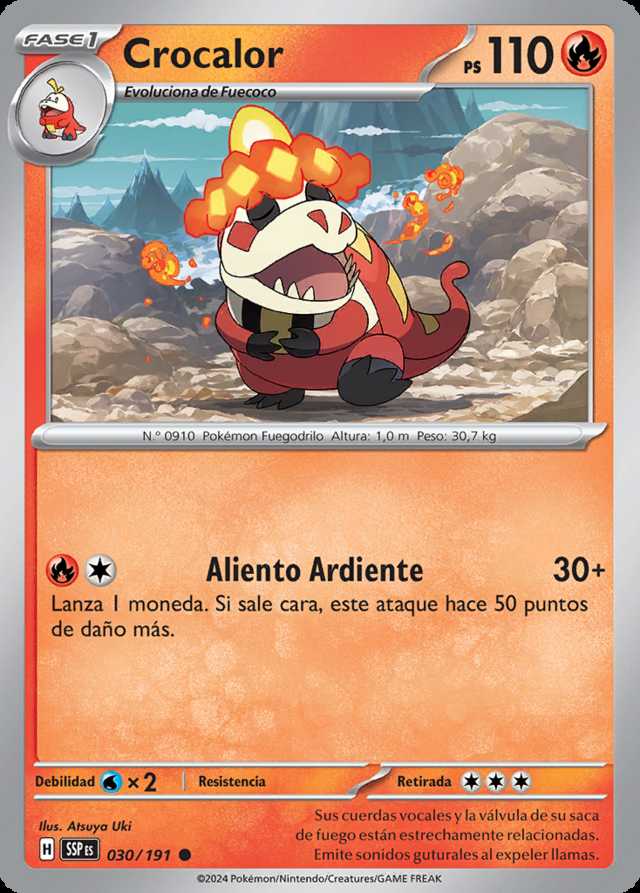 FASE 1
Crocalor
PS 110
Evoluciona de Fuecoco
N.º 0910 Pokémon Fuegodrilo Altura: 1,0 m Peso: 30,7 kg
Aliento Ardiente 30+
Lanza 1 moneda. Si sale cara, este ataque hace 50 puntos
de daño más.
Debilidad ×2 Resistencia Retirada
Ilus. Atsuya Uki
H SSP ES 030/191
Sus cuerdas vocales y la válvula de su saca
de fuego están estrechamente relacionadas.
Emite sonidos guturales al expeler llamas.
©2024 Pokémon/Nintendo/Creatures/GAME FREAK